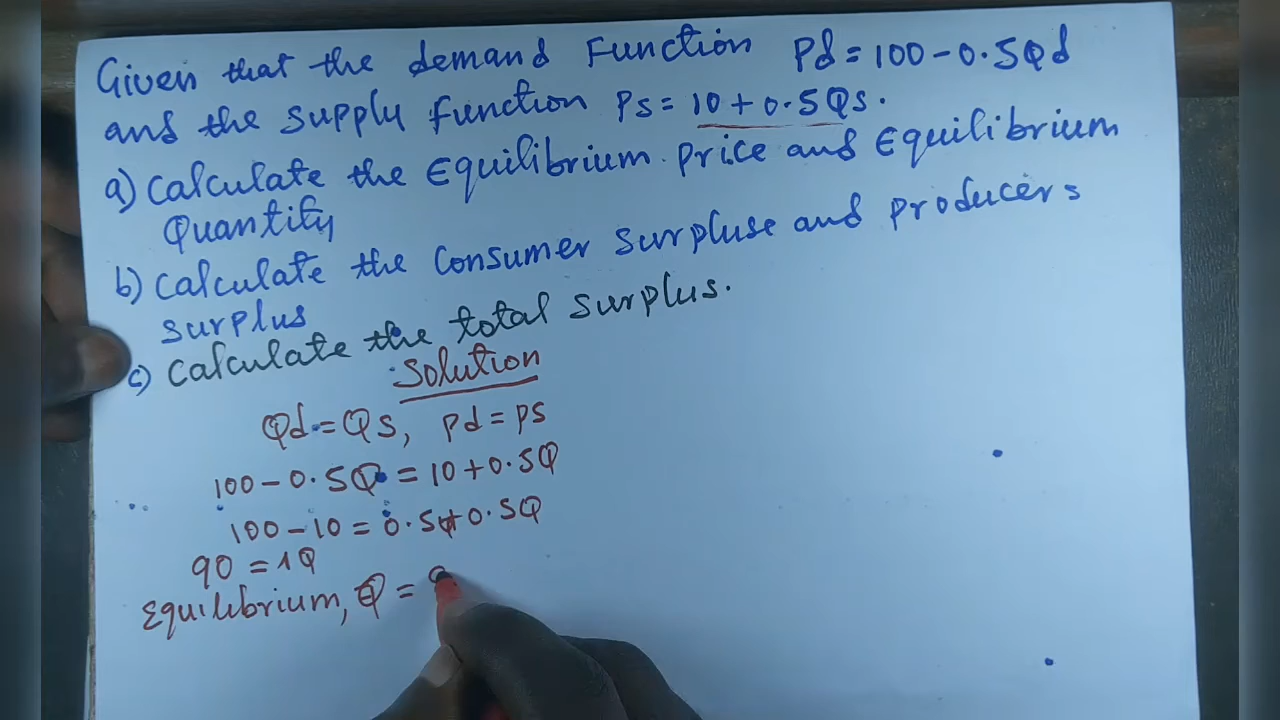 Given that the demand Function Pd = 100 - 0.5Qd
and the supply function Ps = 10 + 0.5Qs.
a) Calculate the Equilibrium price and Equilibrium
Quantity
b) Calculate the Consumer surpluse and producers
surplus
c) Calculate the total surplus.
Solution
Qd = Qs, pd = ps
100 - 0.5Q = 10 + 0.5Q
100 - 10 = 0.5Q + 0.5Q
90 = 1Q
Equilibrium, Q =